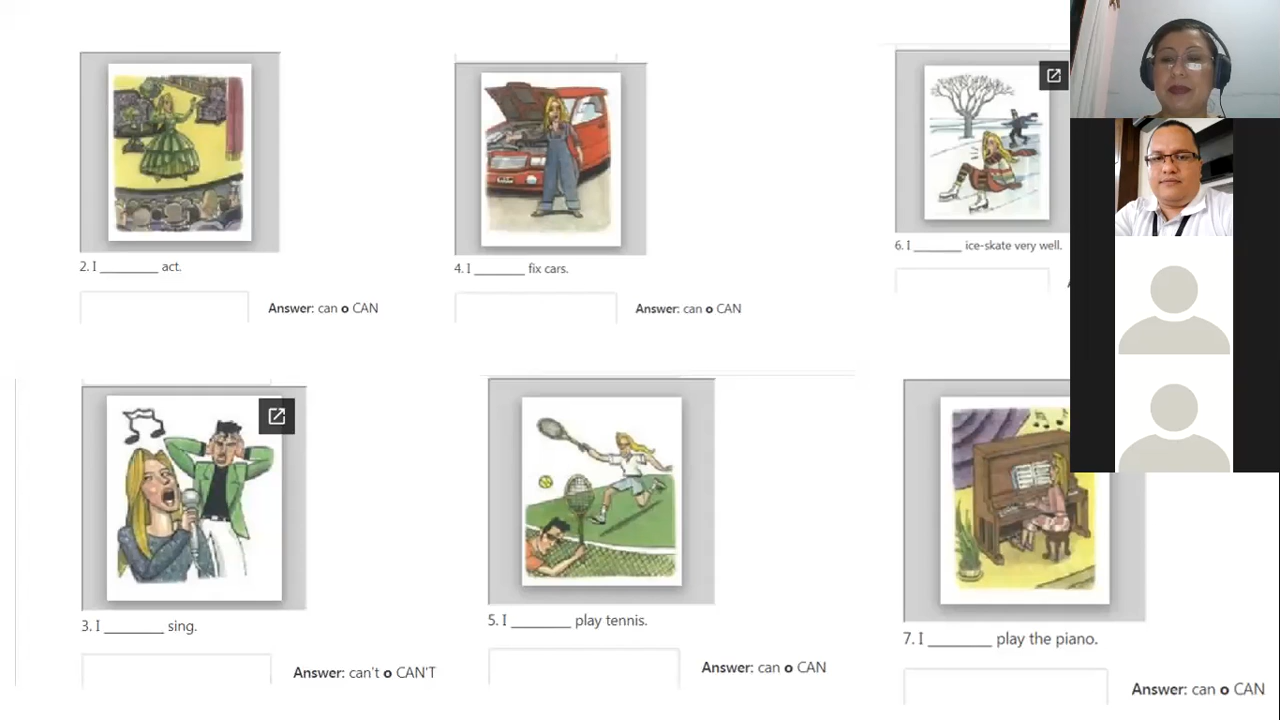 2. I ________ act.
Answer: can o CAN
4. I _______ fix cars.
Answer: can o CAN
6. I _______ ice-skate very well.
3. I ________ sing.
Answer: can't o CAN'T
5. I ________ play tennis.
Answer: can o CAN
7. I ________ play the piano.
Answer: can o CAN